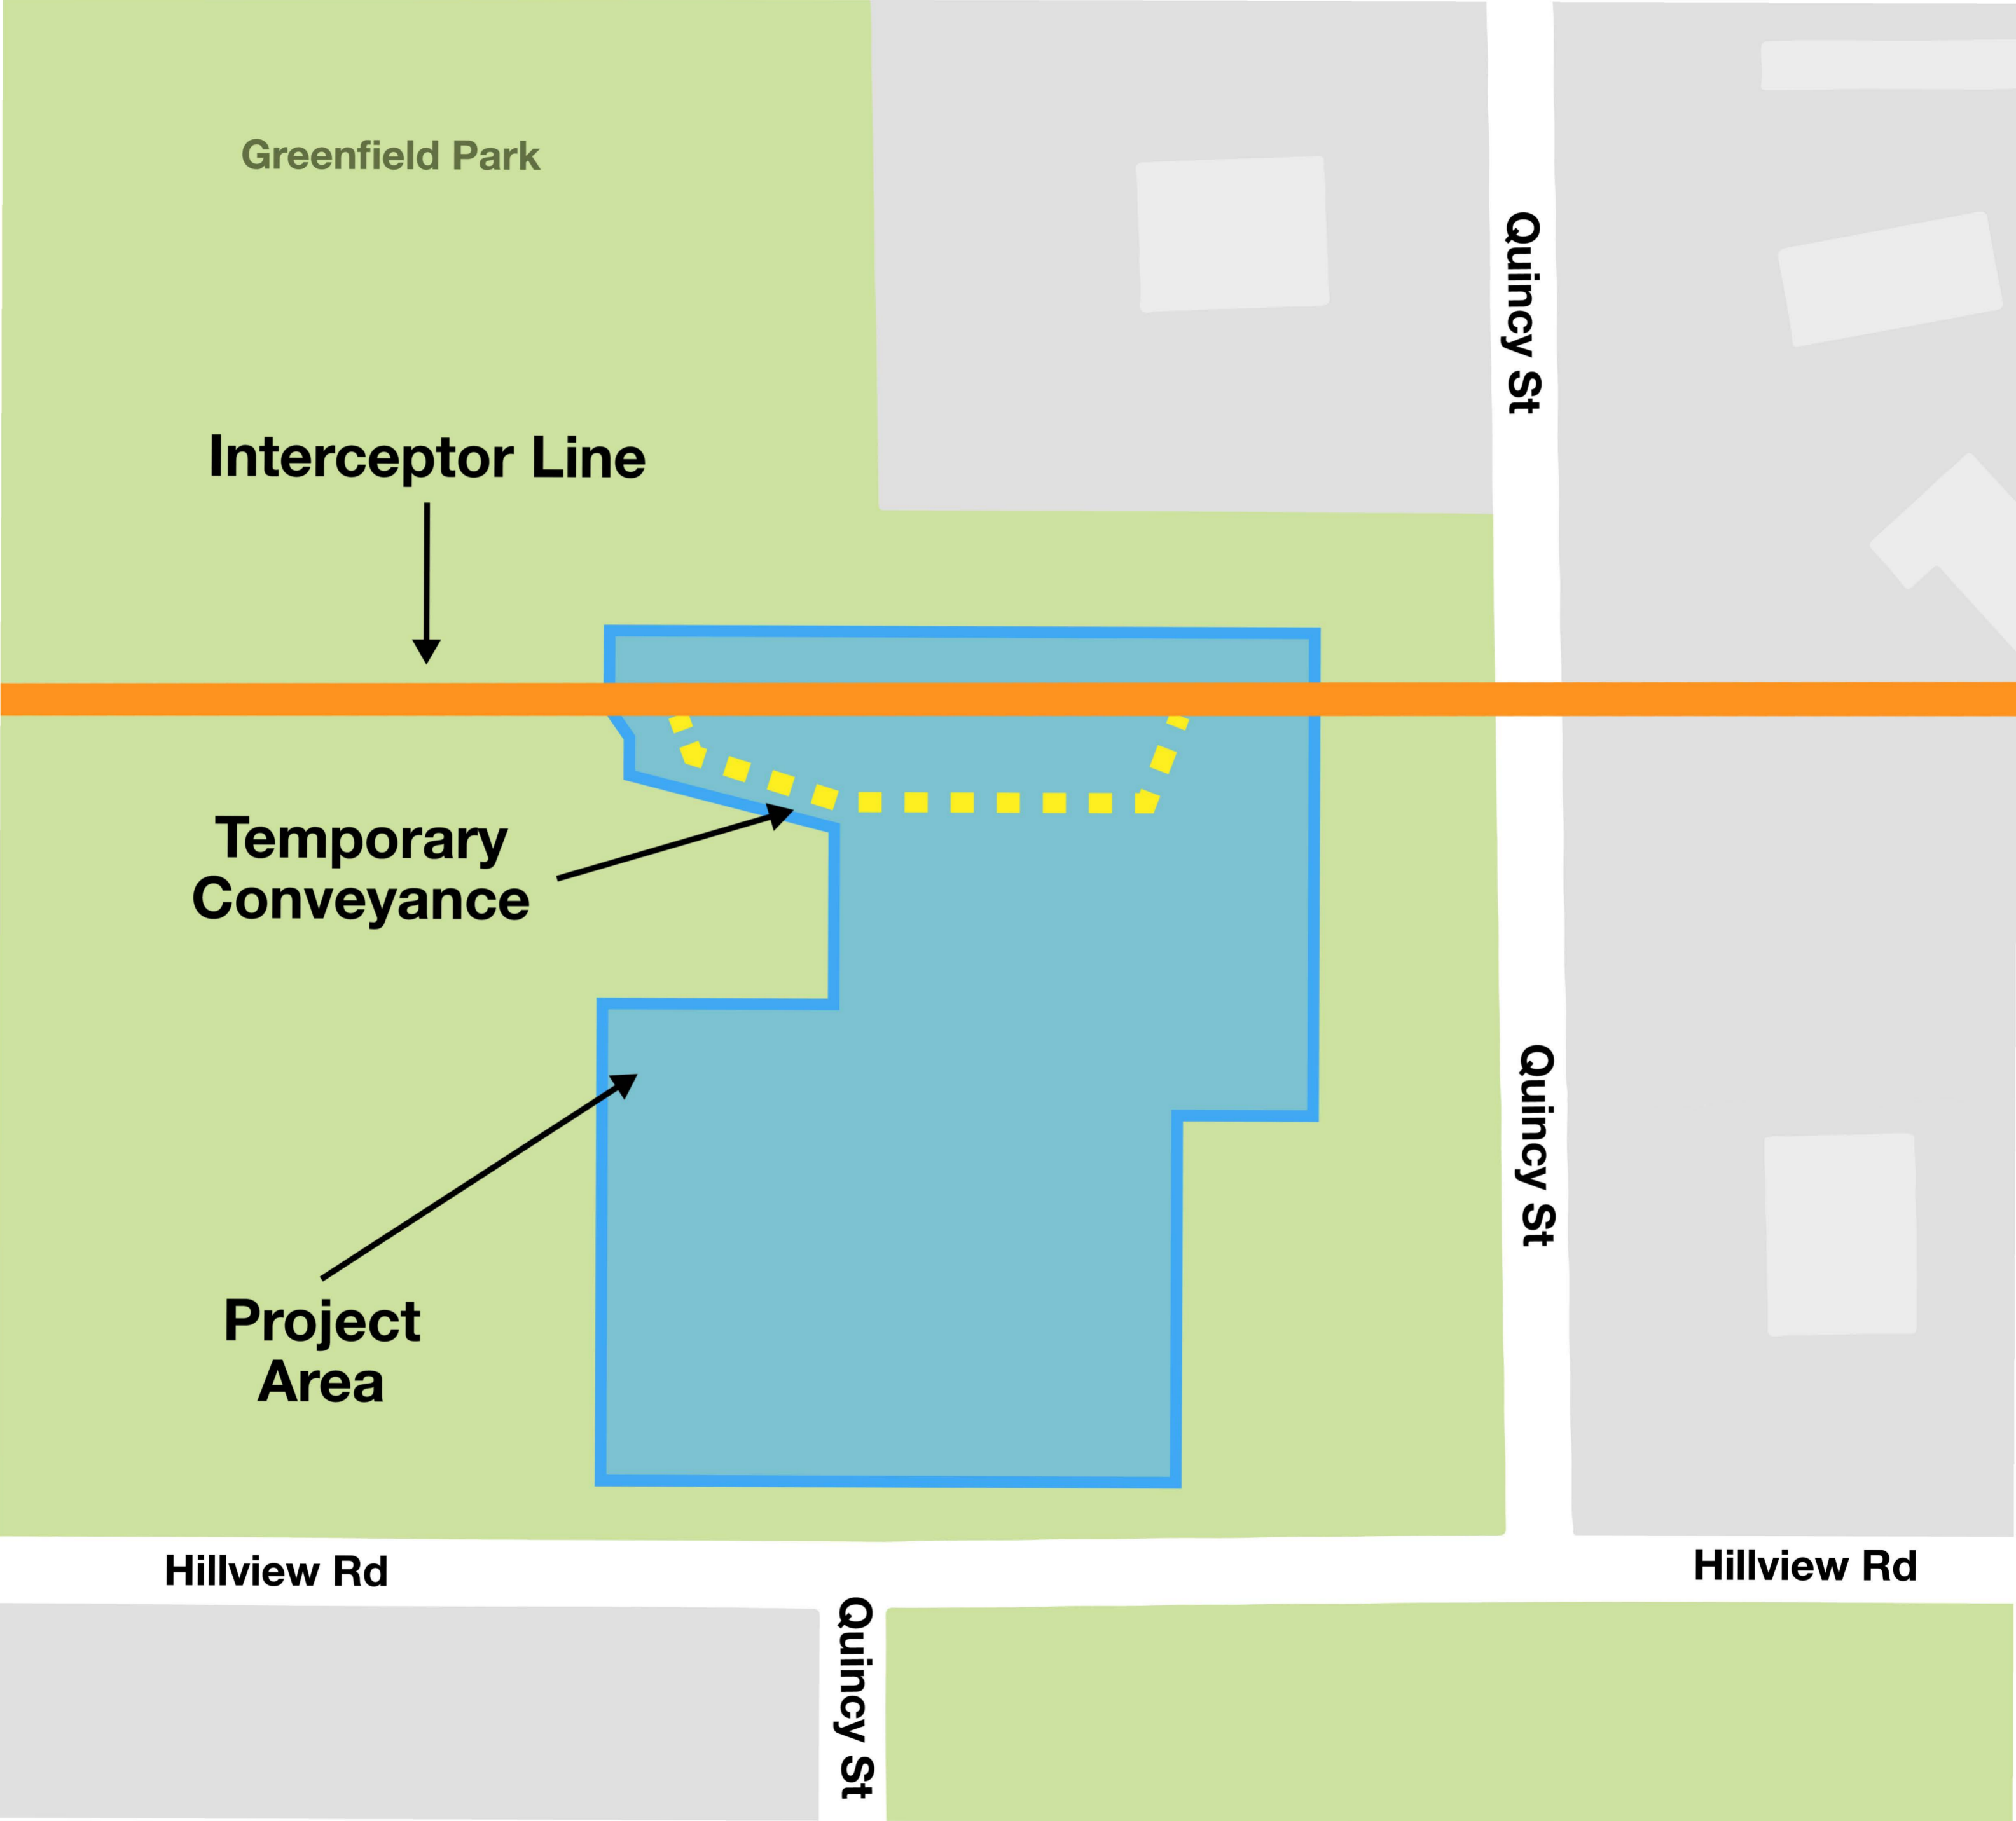 Greenfield Park
Quincy St
Interceptor Line
Temporary
Conveyance
Quincy St
Project
Area
Hillview Rd
Hillview Rd
Quincy St